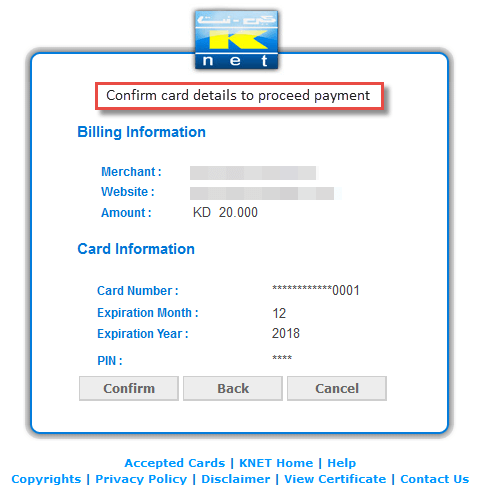 كي-نت
K
net
Confirm card details to proceed payment
Billing Information
Merchant :
Website :
Amount : KD 20.000
Card Information
Card Number : ************0001
Expiration Month : 12
Expiration Year : 2018
PIN : ****
Confirm Back Cancel
Accepted Cards | KNET Home | Help
Copyrights | Privacy Policy | Disclaimer | View Certificate | Contact Us